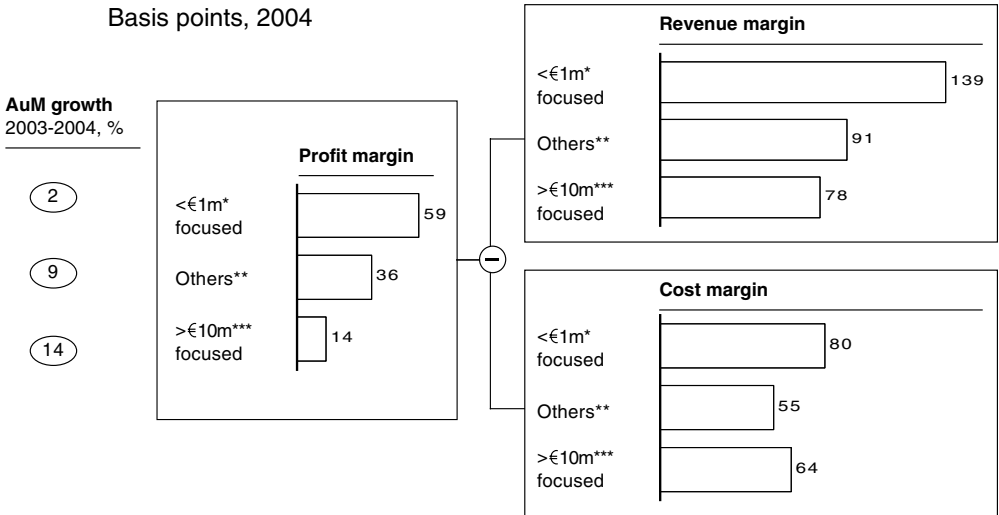 Basis points, 2004
AuM growth
2003-2004, %
2
9
14
Profit margin
<€1m*
focused
59
Others**
36
>€10m***
focused
14
–
Revenue margin
<€1m*
focused
139
Others**
91
>€10m***
focused
78
Cost margin
<€1m*
focused
80
Others**
55
>€10m***
focused
64